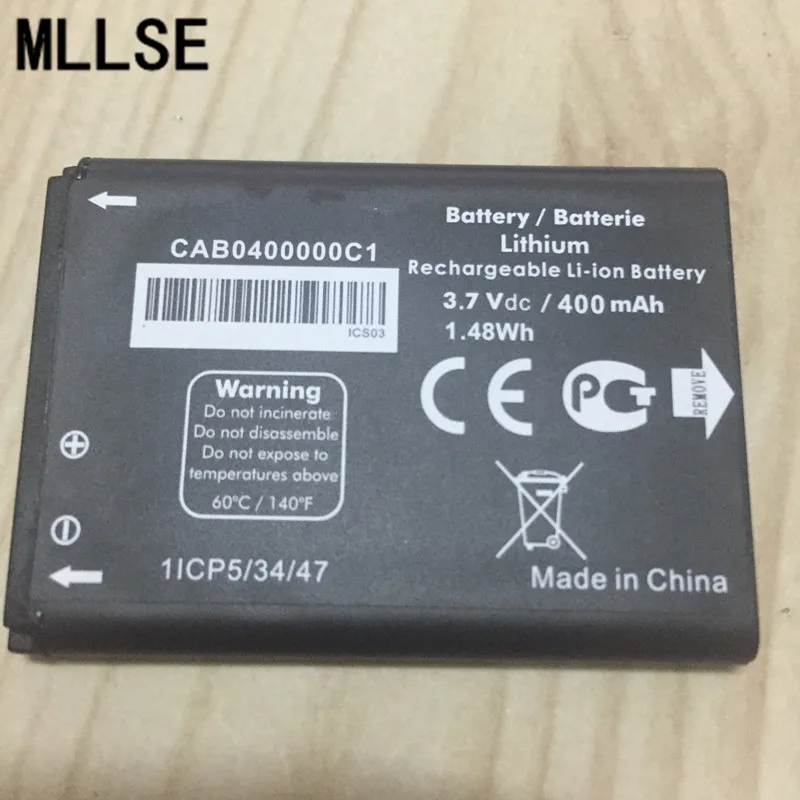 MLLSE
CAB0400000C1
ICS03
Warning
Do not incinerate
Do not disassemble
Do not expose to
temperatures above
60°C / 140°F
1ICP5/34/47
Battery / Batterie
Lithium
Rechargeable Li-ion Battery
3.7 Vdc / 400 mAh
1.48Wh
CE
PCT
REMOVE
Made in China